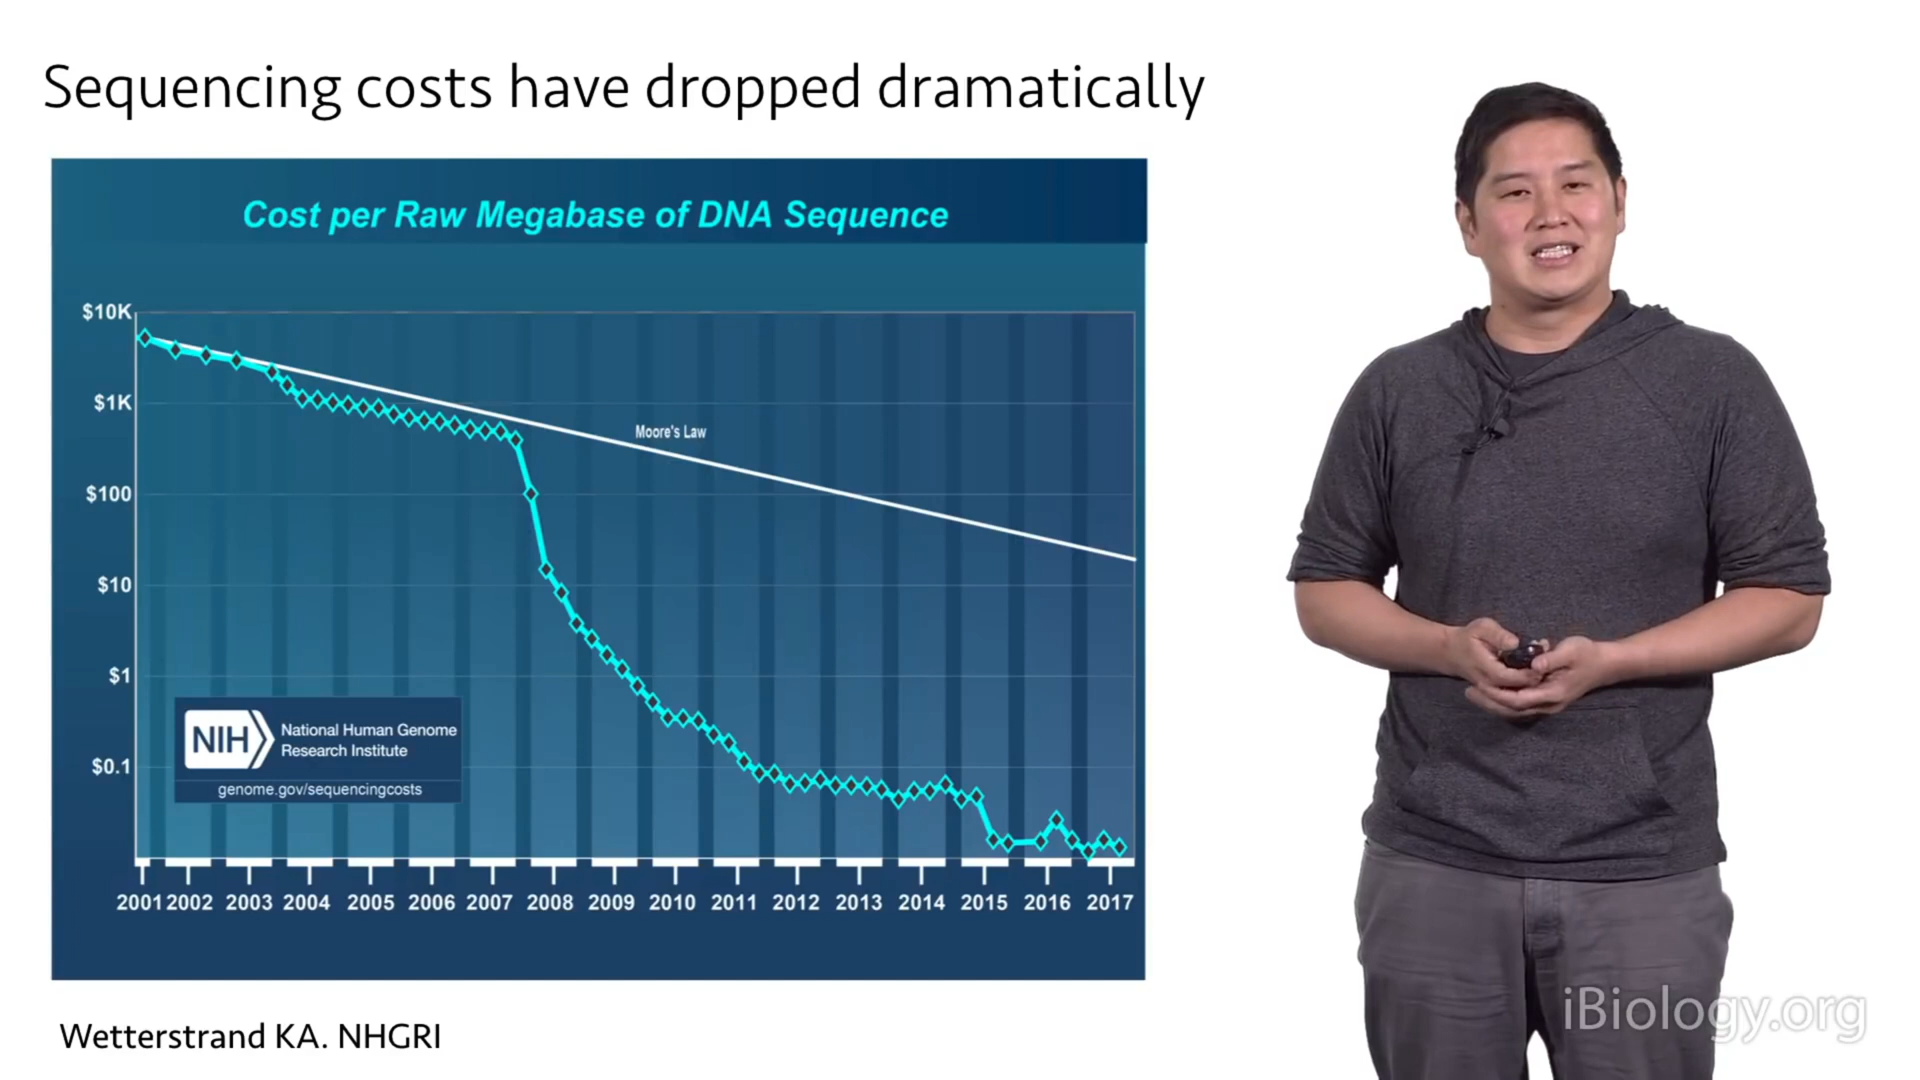 Sequencing costs have dropped dramatically
Cost per Raw Megabase of DNA Sequence
$10K
$1K
$100
$10
$1
$0.1
Moore's Law
NIH
National Human Genome
Research Institute
genome.gov/sequencingcosts
2001 2002 2003 2004 2005 2006 2007 2008 2009 2010 2011 2012 2013 2014 2015 2016 2017
Wetterstrand KA. NHGRI
iBiology.org